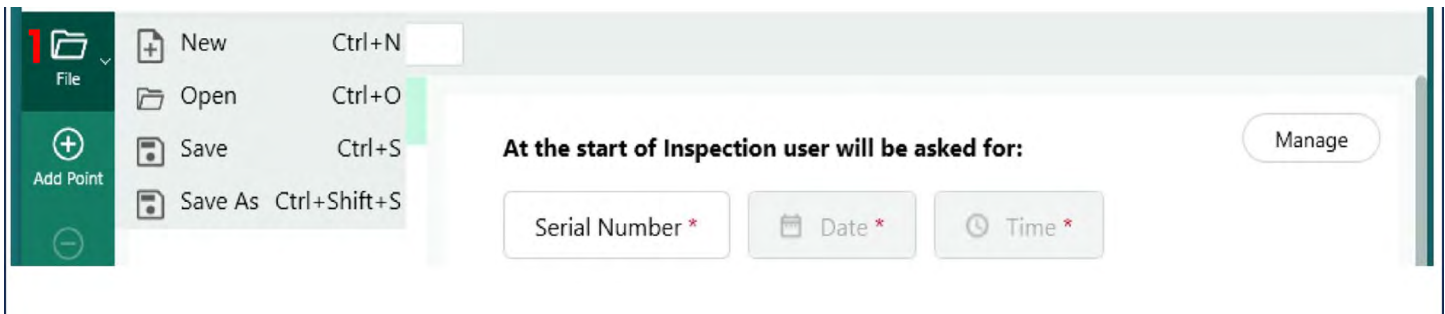 1
File
New Ctrl+N
Open Ctrl+O
Save Ctrl+S
Save As Ctrl+Shift+S
Add Point
At the start of Inspection user will be asked for:
Manage
Serial Number * Date * Time *